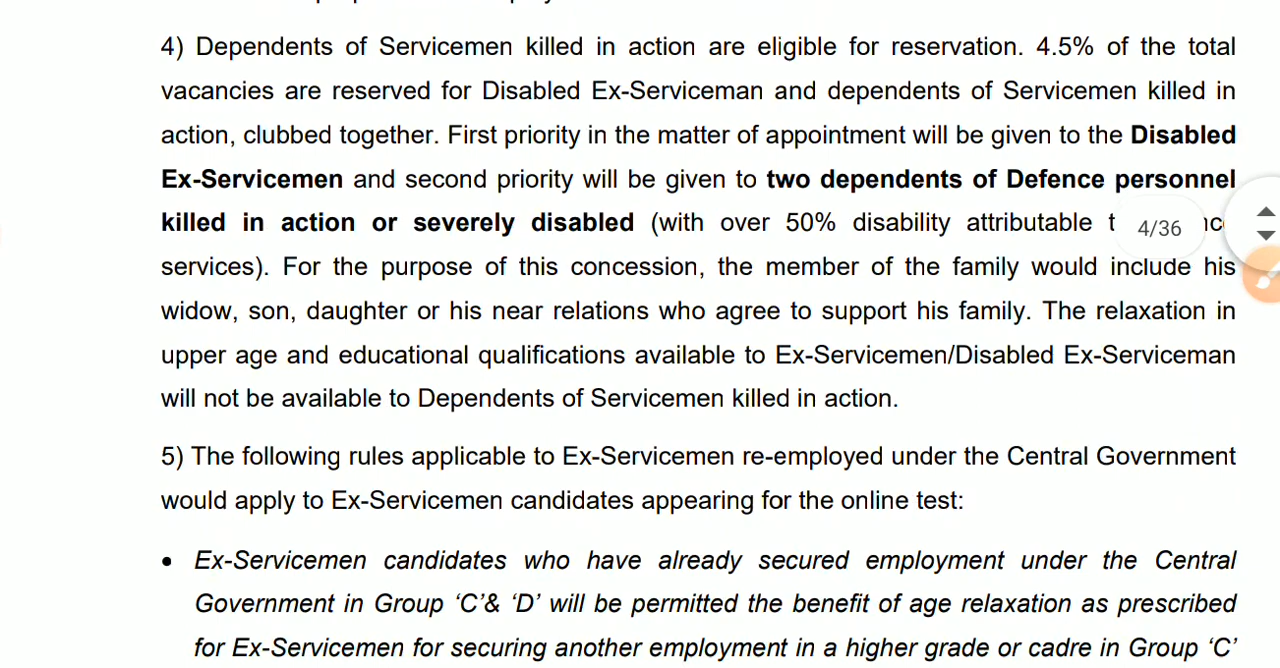 4) Dependents of Servicemen killed in action are eligible for reservation. 4.5% of the total
vacancies are reserved for Disabled Ex-Serviceman and dependents of Servicemen killed in
action, clubbed together. First priority in the matter of appointment will be given to the Disabled
Ex-Servicemen and second priority will be given to two dependents of Defence personnel
killed in action or severely disabled (with over 50% disability attributable
4/36
services). For the purpose of this concession, the member of the family would include his
widow, son, daughter or his near relations who agree to support his family. The relaxation in
upper age and educational qualifications available to Ex-Servicemen/Disabled Ex-Serviceman
will not be available to Dependents of Servicemen killed in action.
5) The following rules applicable to Ex-Servicemen re-employed under the Central Government
would apply to Ex-Servicemen candidates appearing for the online test:
• Ex-Servicemen candidates who have already secured employment under the Central
Government in Group ‘C’& ‘D’ will be permitted the benefit of age relaxation as prescribed
for Ex-Servicemen for securing another employment in a higher grade or cadre in Group ‘C’